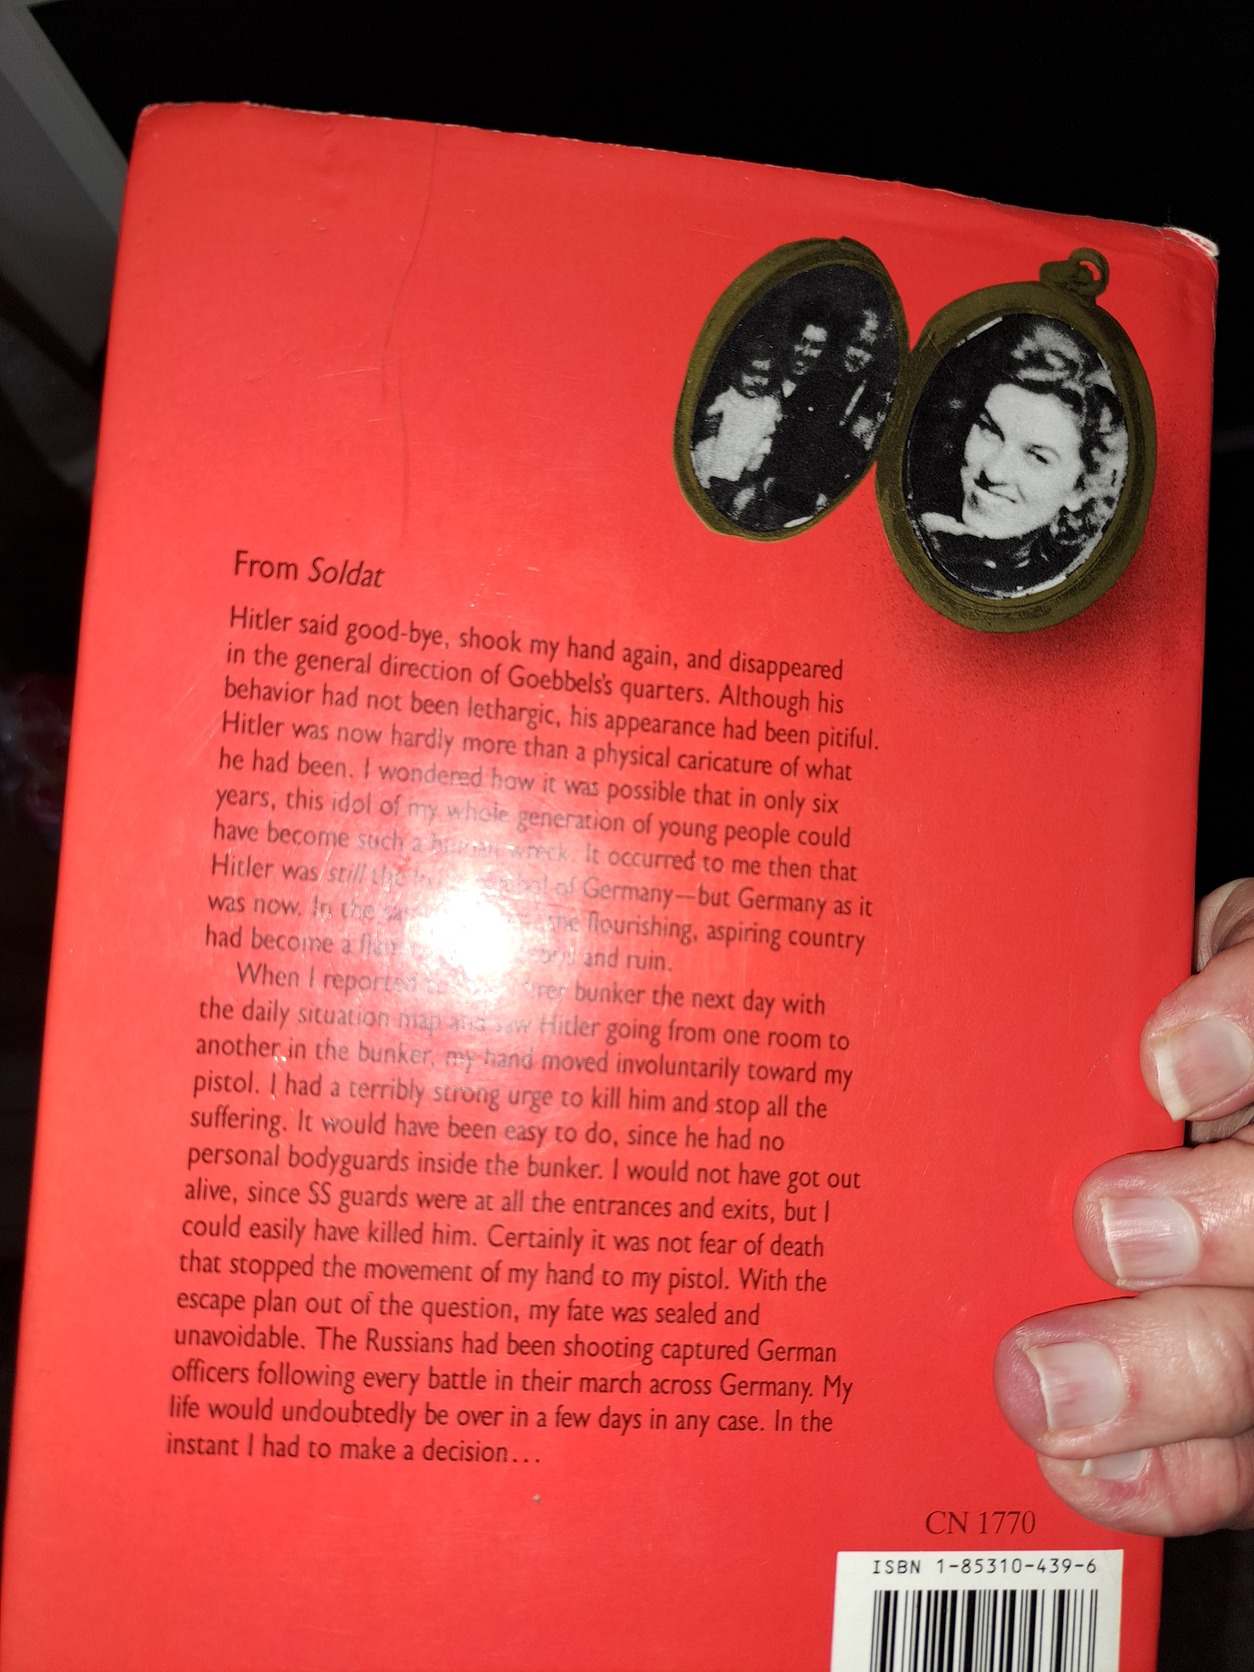 From Soldat
Hitler said good-bye, shook my hand again, and disappeared
in the general direction of Goebbels's quarters. Although his
behavior had not been lethargic, his appearance had been pitiful.
Hitler was now hardly more than a physical caricature of what
he had been. I wondered how it was possible that in only six
years, this idol of my whole generation of young people could
have become such a human wreck. It occurred to me then that
Hitler was still the of Germany—but Germany as it
was now. In the the flourishing, aspiring country
had become a and ruin.
When I reported bunker the next day with
the daily situation map and saw Hitler going from one room to
another in the bunker, my hand moved involuntarily toward my
pistol. I had a terribly strong urge to kill him and stop all the
suffering. It would have been easy to do, since he had no
personal bodyguards inside the bunker. I would not have got out
alive, since SS guards were at all the entrances and exits, but I
could easily have killed him. Certainly it was not fear of death
that stopped the movement of my hand to my pistol. With the
escape plan out of the question, my fate was sealed and
unavoidable. The Russians had been shooting captured German
officers following every battle in their march across Germany. My
life would undoubtedly be over in a few days in any case. In the
instant I had to make a decision...
CN 1770
ISBN 1-85310-439-6